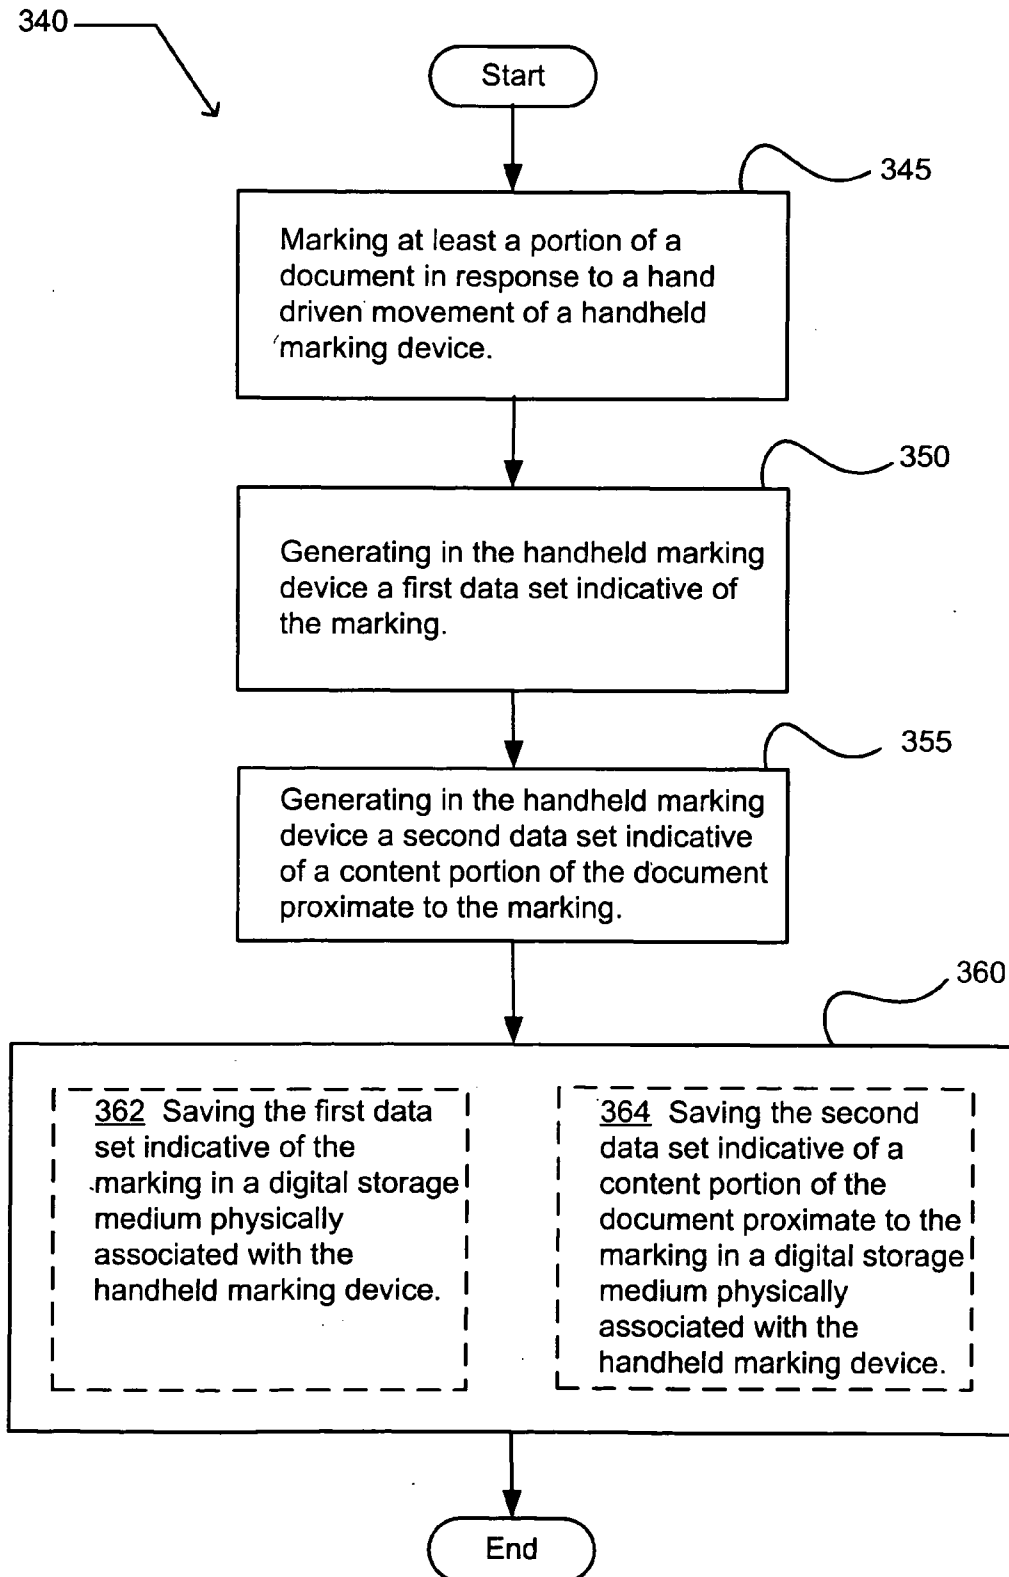 340
Start
345
Marking at least a portion of a
document in response to a hand
driven movement of a handheld
marking device.
350
Generating in the handheld marking
device a first data set indicative of
the marking.
355
Generating in the handheld marking
device a second data set indicative
of a content portion of the document
proximate to the marking.
360
362 Saving the first data
set indicative of the
marking in a digital storage
medium physically
associated with the
handheld marking device.
364 Saving the second
data set indicative of a
content portion of the
document proximate to the
marking in a digital storage
medium physically
associated with the
handheld marking device.
End